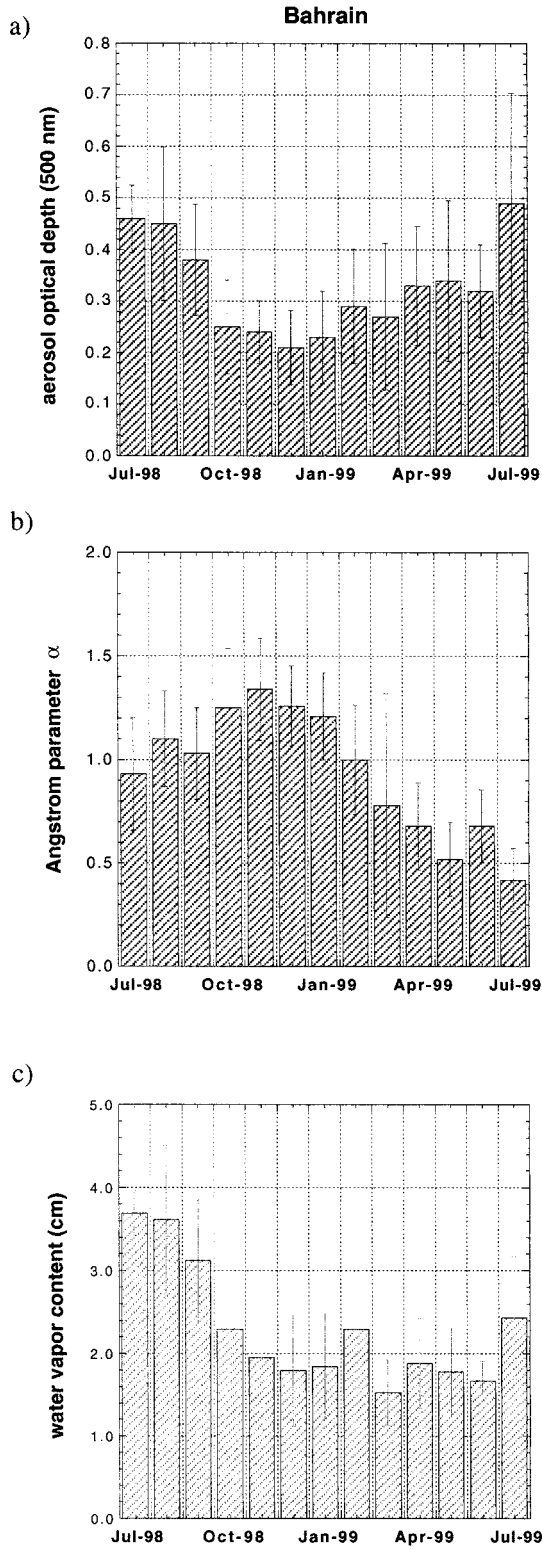 Bahrain
a)
aerosol optical depth (500 nm)
0.8
0.7
0.6
0.5
0.4
0.3
0.2
0.1
0.0
Jul-98 Oct-98 Jan-99 Apr-99 Jul-99
b)
Angstrom parameter α
2.0
1.5
1.0
0.5
0.0
Jul-98 Oct-98 Jan-99 Apr-99 Jul-99
c)
water vapor content (cm)
5.0
4.0
3.0
2.0
1.0
0.0
Jul-98 Oct-98 Jan-99 Apr-99 Jul-99